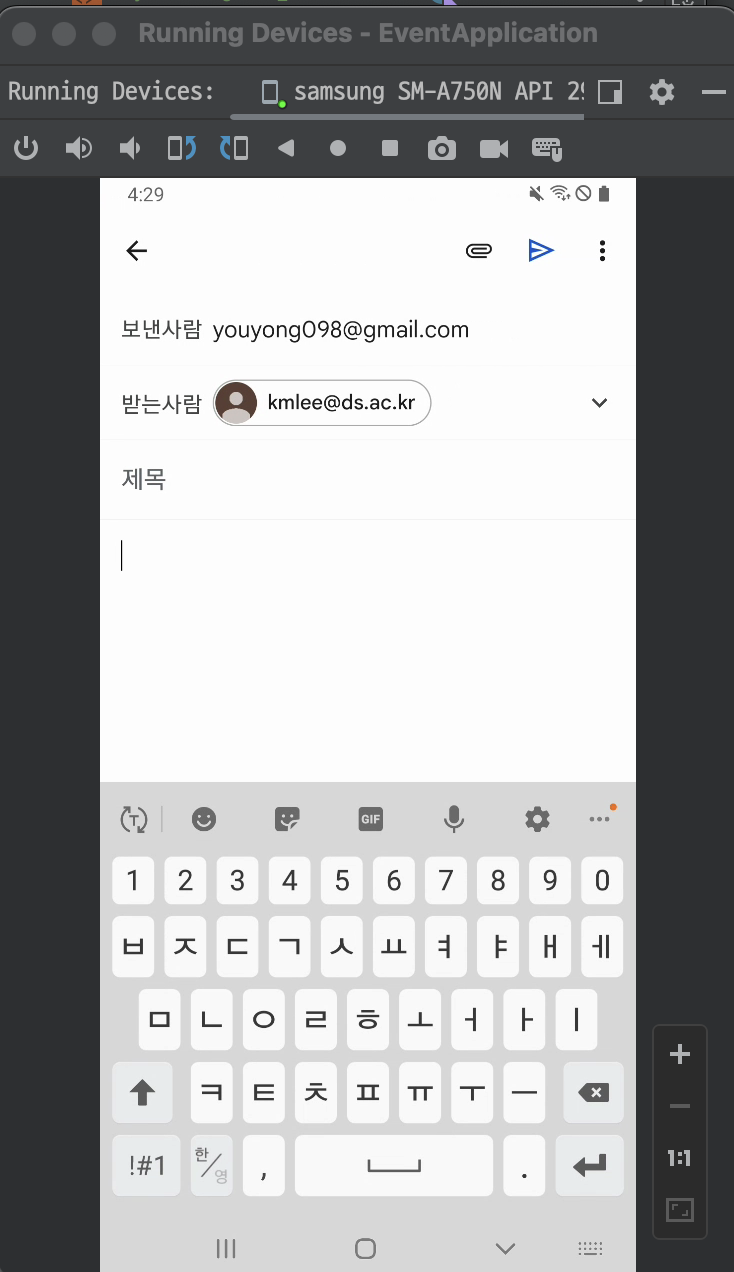 Running Devices - EventApplication
Running Devices: samsung SM-A750N API 29
4:29
보낸사람 youyong098@gmail.com
받는사람 kmlee@ds.ac.kr
제목
T GIF
1 2 3 4 5 6 7 8 9 0
ㅂ ㅈ ㄷ ㄱ ㅅ ㅛ ㅕ ㅑ ㅐ ㅔ
ㅁ ㄴ ㅇ ㄹ ㅎ ㅗ ㅓ ㅏ ㅣ
ㅋ ㅌ ㅊ ㅍ ㅠ ㅜ ㅡ
!#1 한/영 , .
1:1